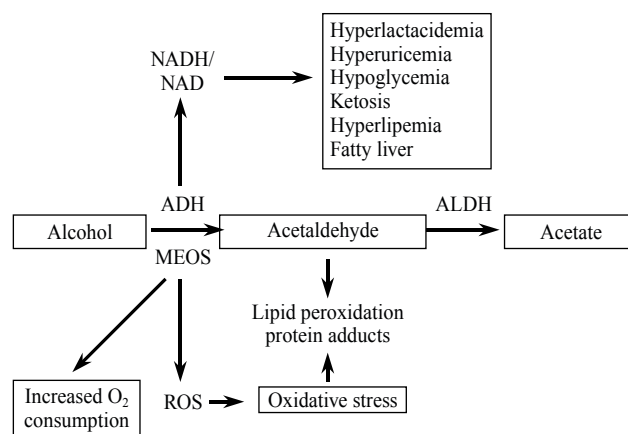 Hyperlactacidemia
Hyperuricemia
Hypoglycemia
Ketosis
Hyperlipemia
Fatty liver
NADH/
NAD
ADH
ALDH
Alcohol
Acetaldehyde
Acetate
MEOS
Lipid peroxidation
protein adducts
Increased O₂
consumption
ROS
Oxidative stress